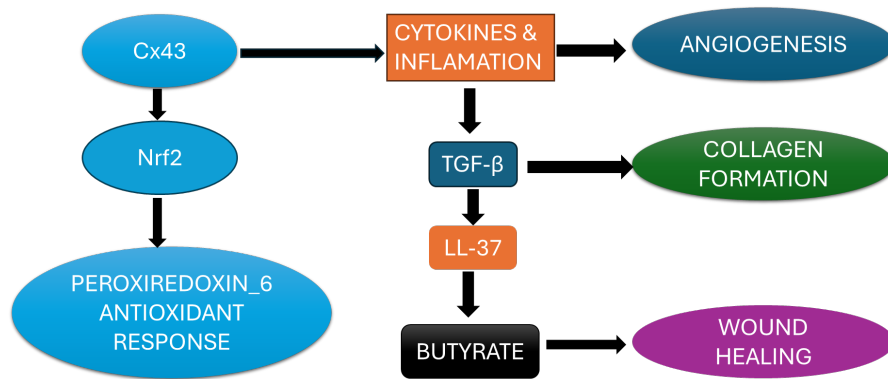 Cx43
CYTOKINES &
INFLAMATION
ANGIOGENESIS
Nrf2
TGF-β
COLLAGEN
FORMATION
LL-37
PEROXIREDOXIN_6
ANTIOXIDANT
RESPONSE
BUTYRATE
WOUND
HEALING